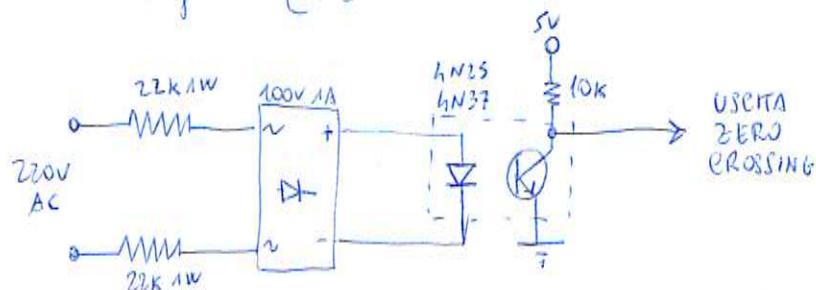 5V
22K 1W
100V 1A
4N25
4N37
10K
USCITA
ZERO
CROSSING
~
+
220V
AC
~
-
22K 1W